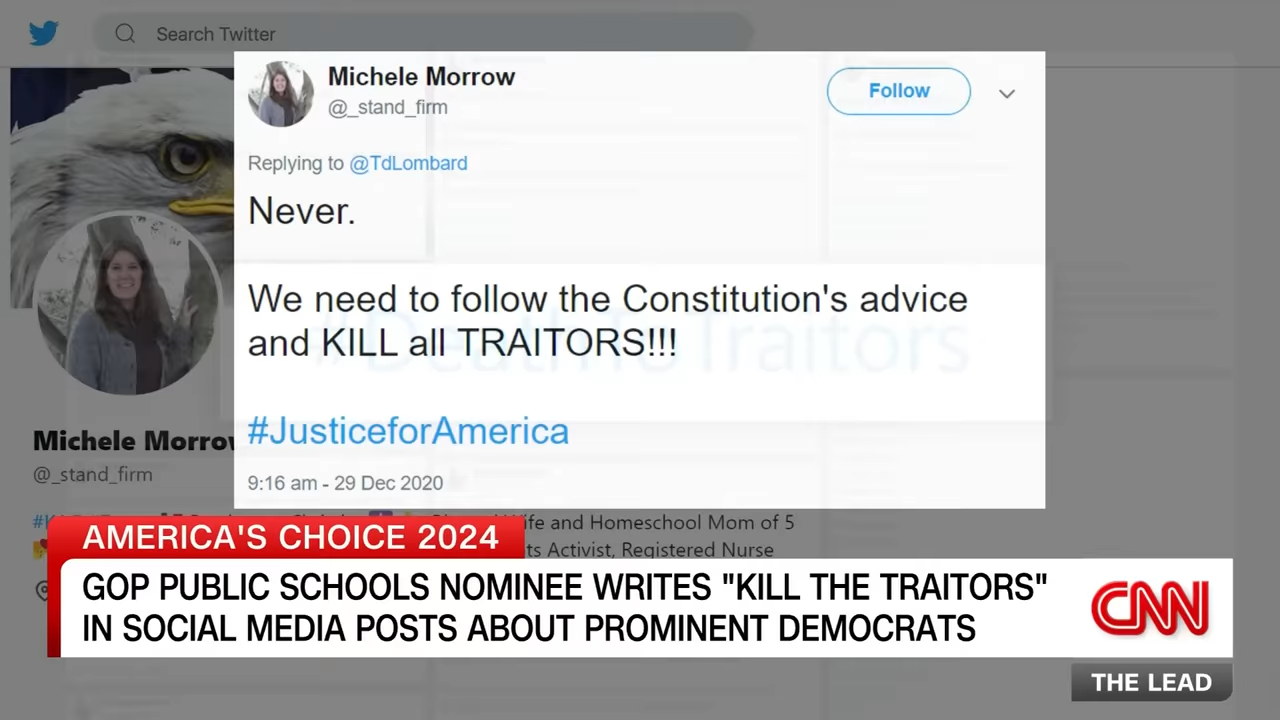 Search Twitter
Michele Morrow
@_stand_firm
Follow
Replying to @TdLombard
Never.
We need to follow the Constitution's advice
and KILL all TRAITORS!!!
#DeathToTraitors
#JusticeforAmerica
9:16 am - 29 Dec 2020
Michele Morrow
@_stand_firm
Wife and Homeschool Mom of 5
Activist, Registered Nurse
AMERICA'S CHOICE 2024
GOP PUBLIC SCHOOLS NOMINEE WRITES "KILL THE TRAITORS"
IN SOCIAL MEDIA POSTS ABOUT PROMINENT DEMOCRATS
CNN
THE LEAD